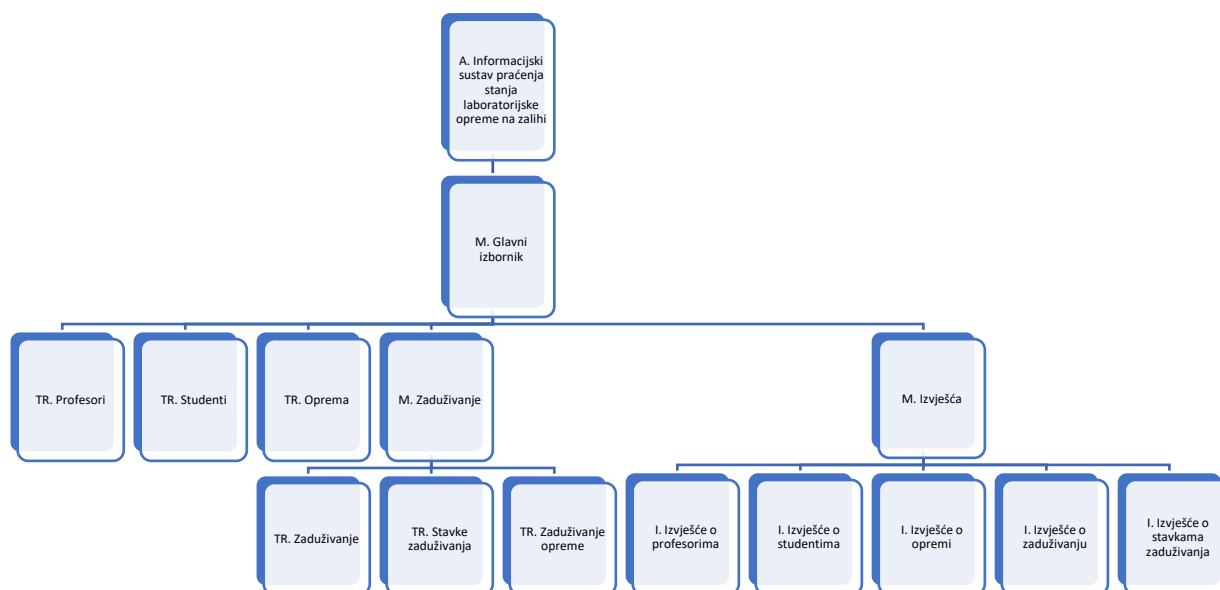 A. Informacijski
sustav praćenja
stanja
laboratorijske
opreme na zalihi
M. Glavni
izbornik
TR. Profesori
TR. Studenti
TR. Oprema
M. Zaduživanje
M. Izvješća
TR. Zaduživanje
TR. Stavke
zaduživanja
TR. Zaduživanje
opreme
I. Izvješće o
profesorima
I. Izvješće o
studentima
I. Izvješće o
opremi
I. Izvješće o
zaduživanju
I. Izvješće o
stavkama
zaduživanja